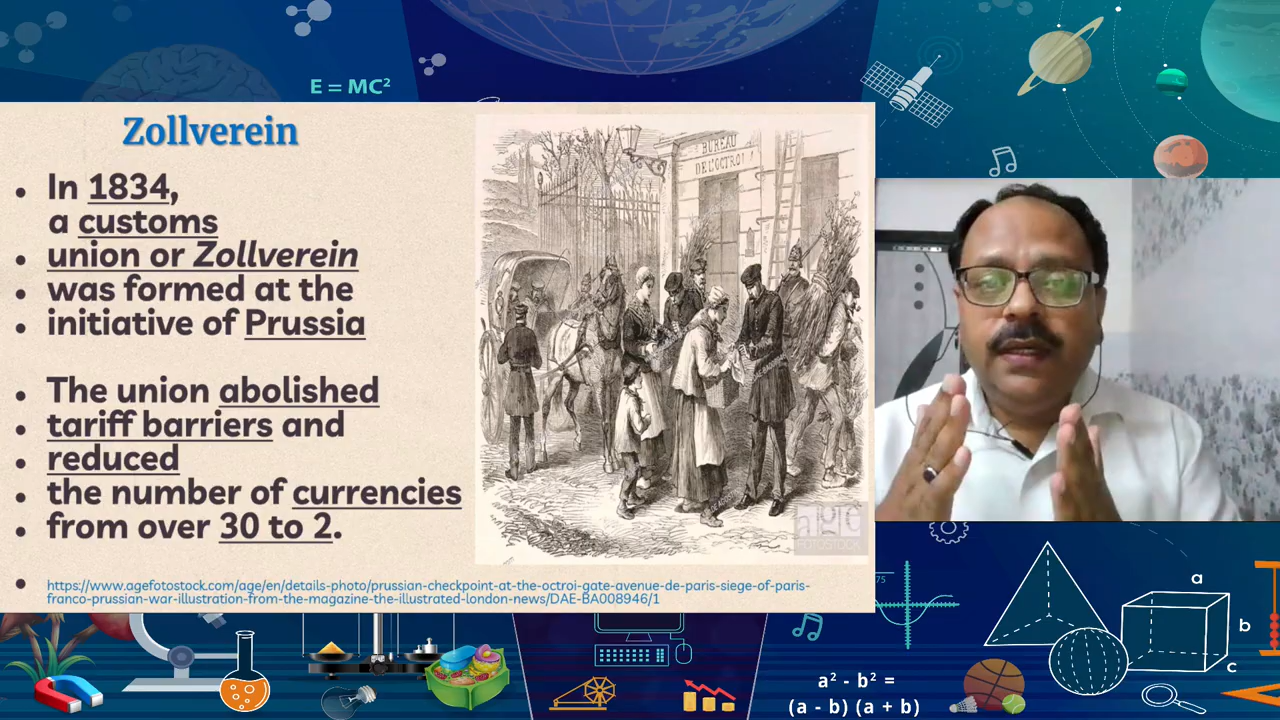 E = MC²
Zollverein
• In 1834,
a customs
• union or Zollverein
• was formed at the
• initiative of Prussia
• The union abolished
• tariff barriers and
• reduced
• the number of currencies
• from over 30 to 2.
• https://www.agefotostock.com/age/en/details-photo/prussian-checkpoint-at-the-octroi-gate-avenue-de-paris-siege-of-paris-
franco-prussian-war-illustration-from-the-magazine-the-illustrated-london-news/DAE-BA008946/1
BUREAU
DE L'OCTROI
age
FOTOSTOCK
75
a
b
c
a² - b² =
(a - b) (a + b)